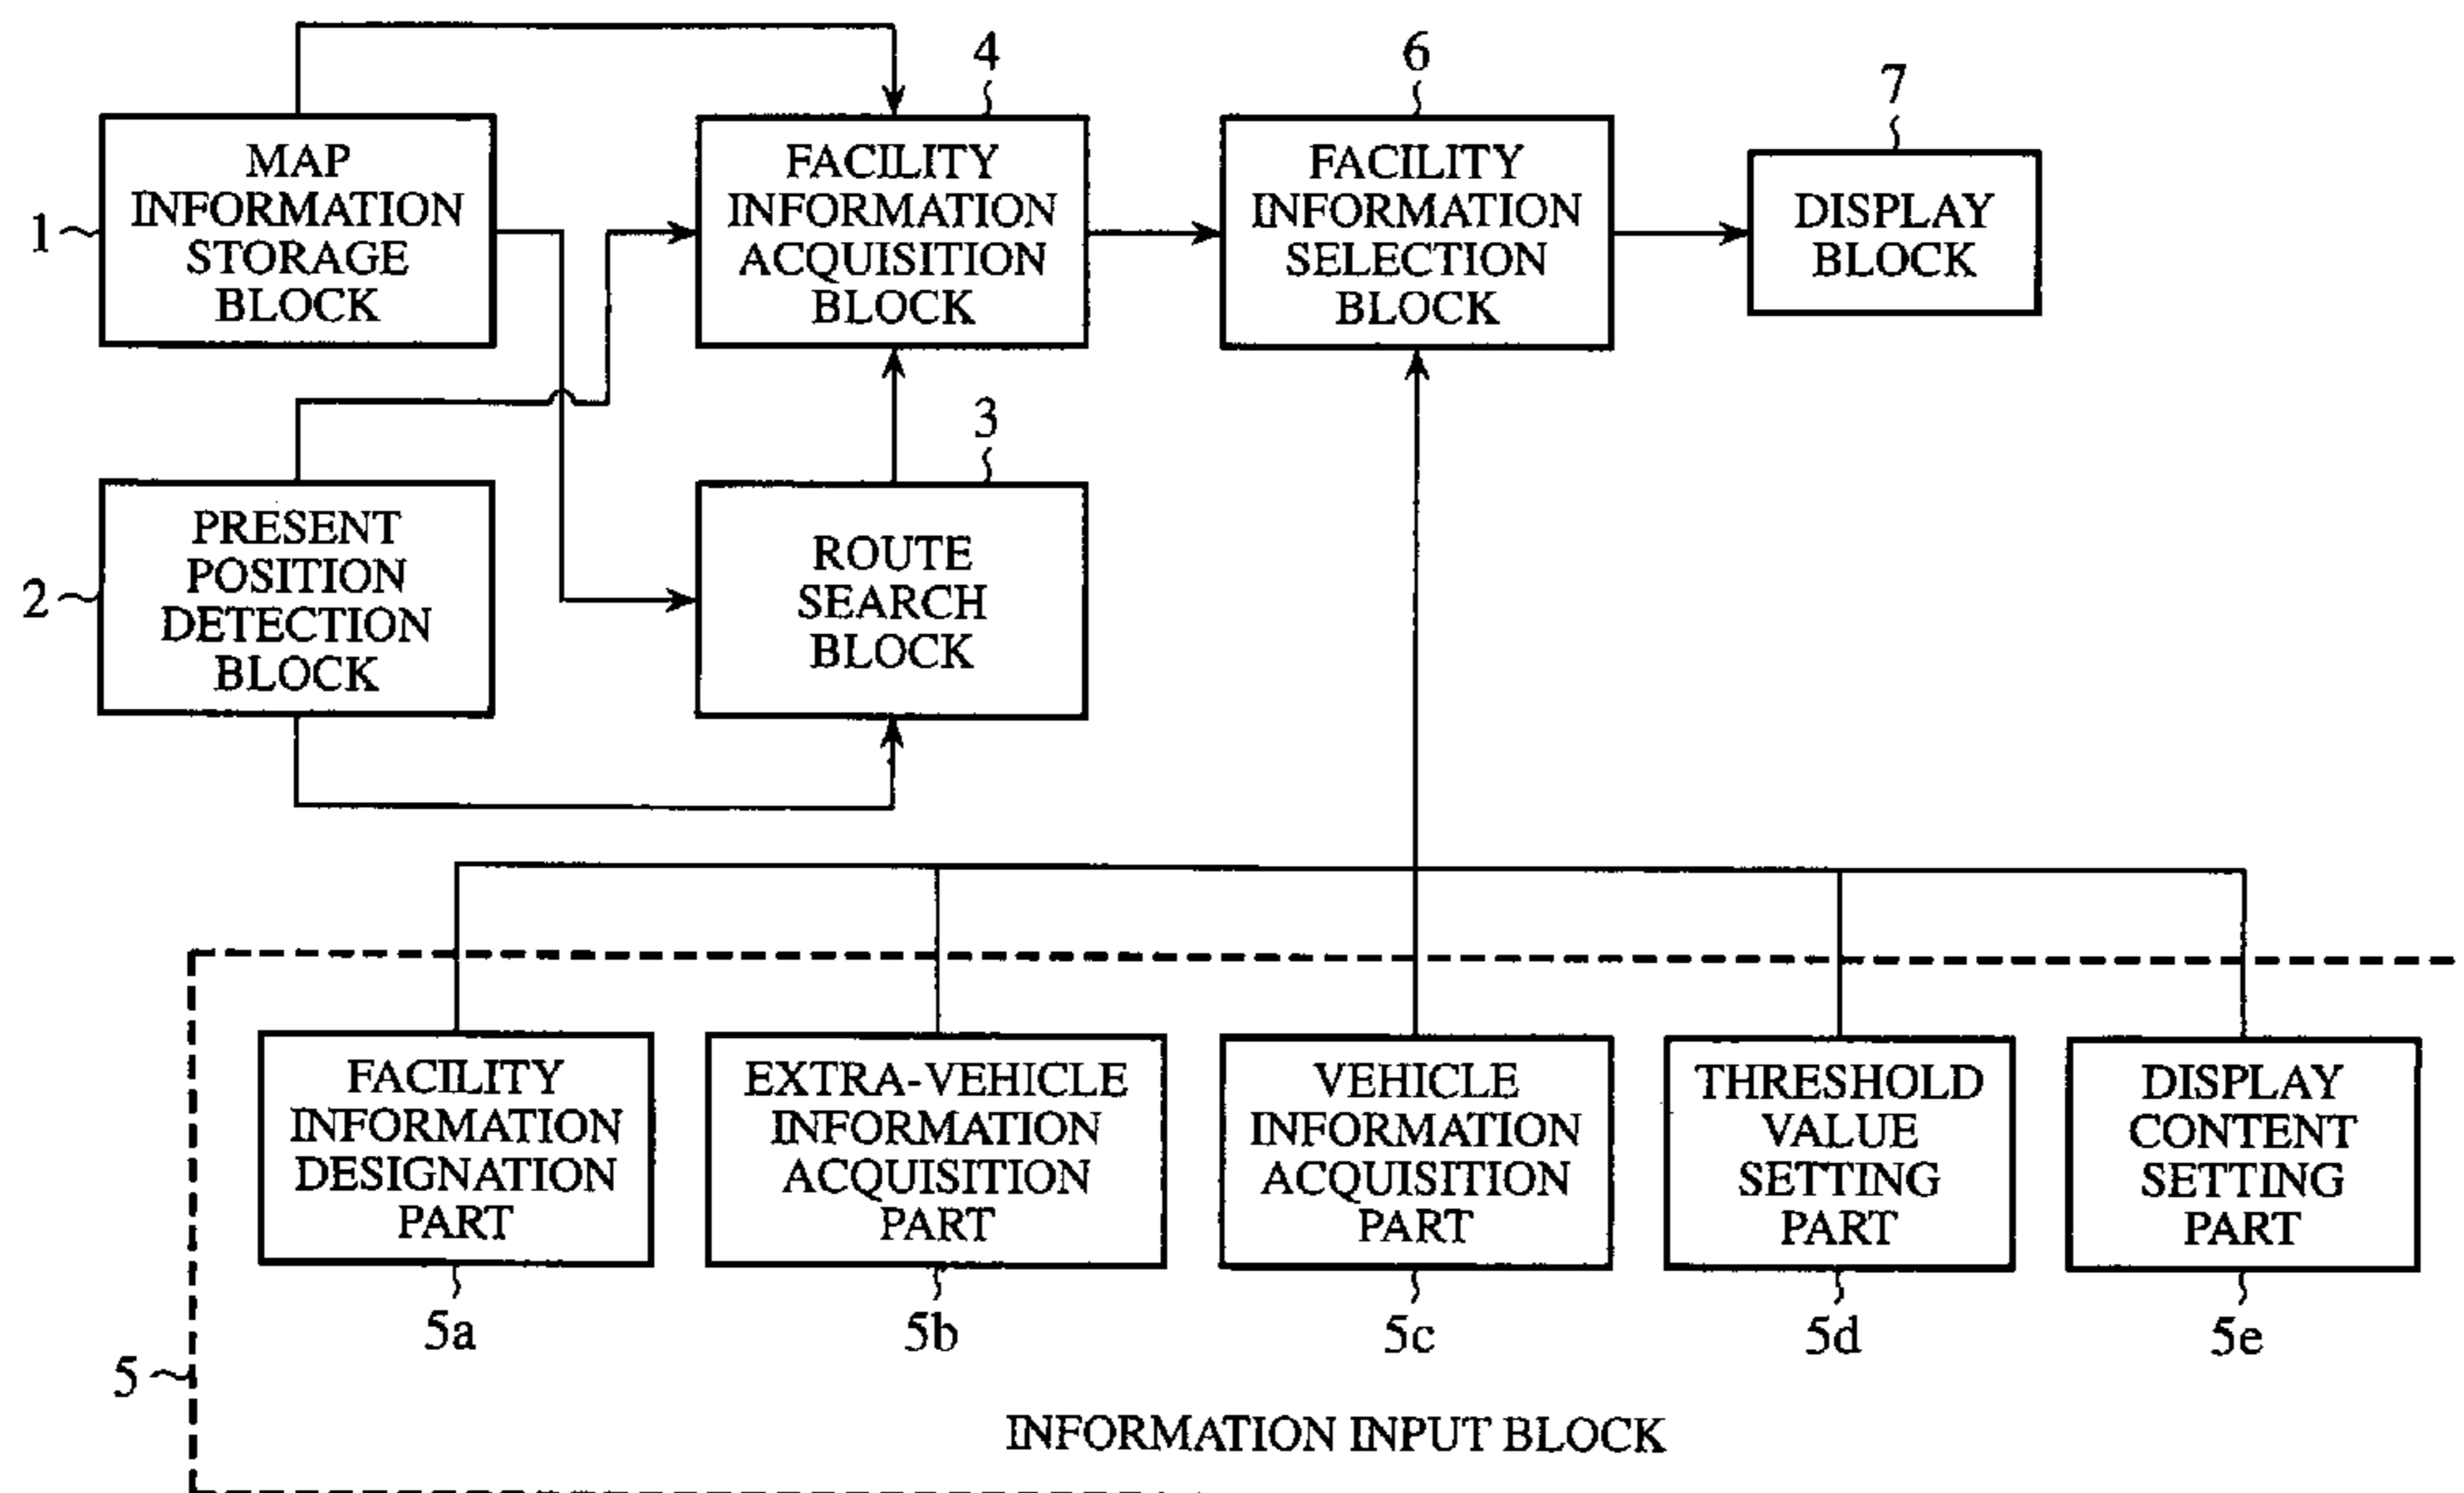 4
6
7
1
MAP
INFORMATION
STORAGE
BLOCK
FACILITY
INFORMATION
ACQUISITION
BLOCK
FACILITY
INFORMATION
SELECTION
BLOCK
DISPLAY
BLOCK
3
2
PRESENT
POSITION
DETECTION
BLOCK
ROUTE
SEARCH
BLOCK
FACILITY
INFORMATION
DESIGNATION
PART
EXTRA-VEHICLE
INFORMATION
ACQUISITION
PART
VEHICLE
INFORMATION
ACQUISITION
PART
THRESHOLD
VALUE
SETTING
PART
DISPLAY
CONTENT
SETTING
PART
5a
5b
5c
5d
5e
5
INFORMATION INPUT BLOCK